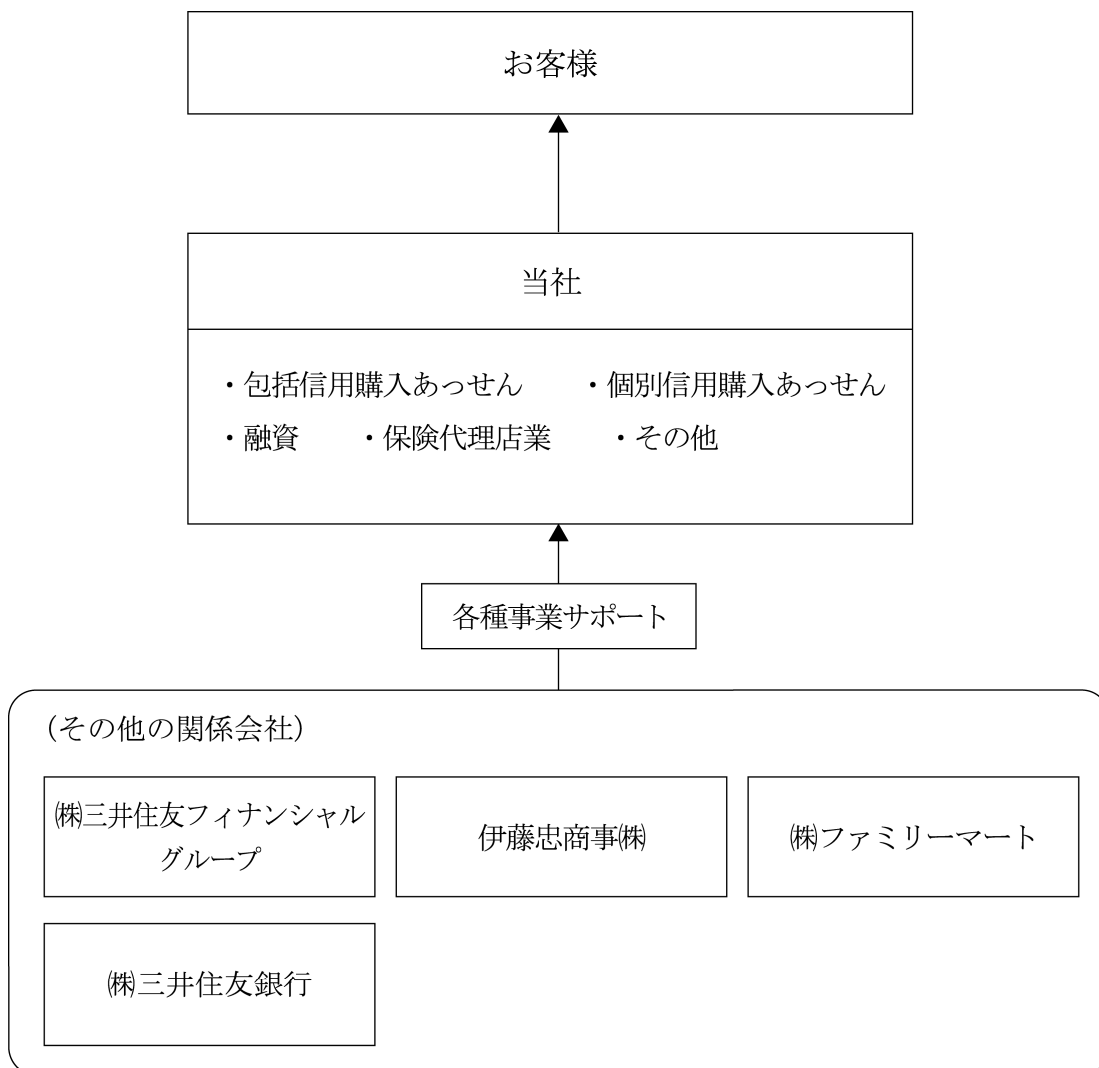 お客様
当社
・包括信用購入あっせん　　・個別信用購入あっせん
・融資　　・保険代理店業　　・その他
各種事業サポート
（その他の関係会社）
㈱三井住友フィナンシャル
グループ
伊藤忠商事㈱
㈱ファミリーマート
㈱三井住友銀行